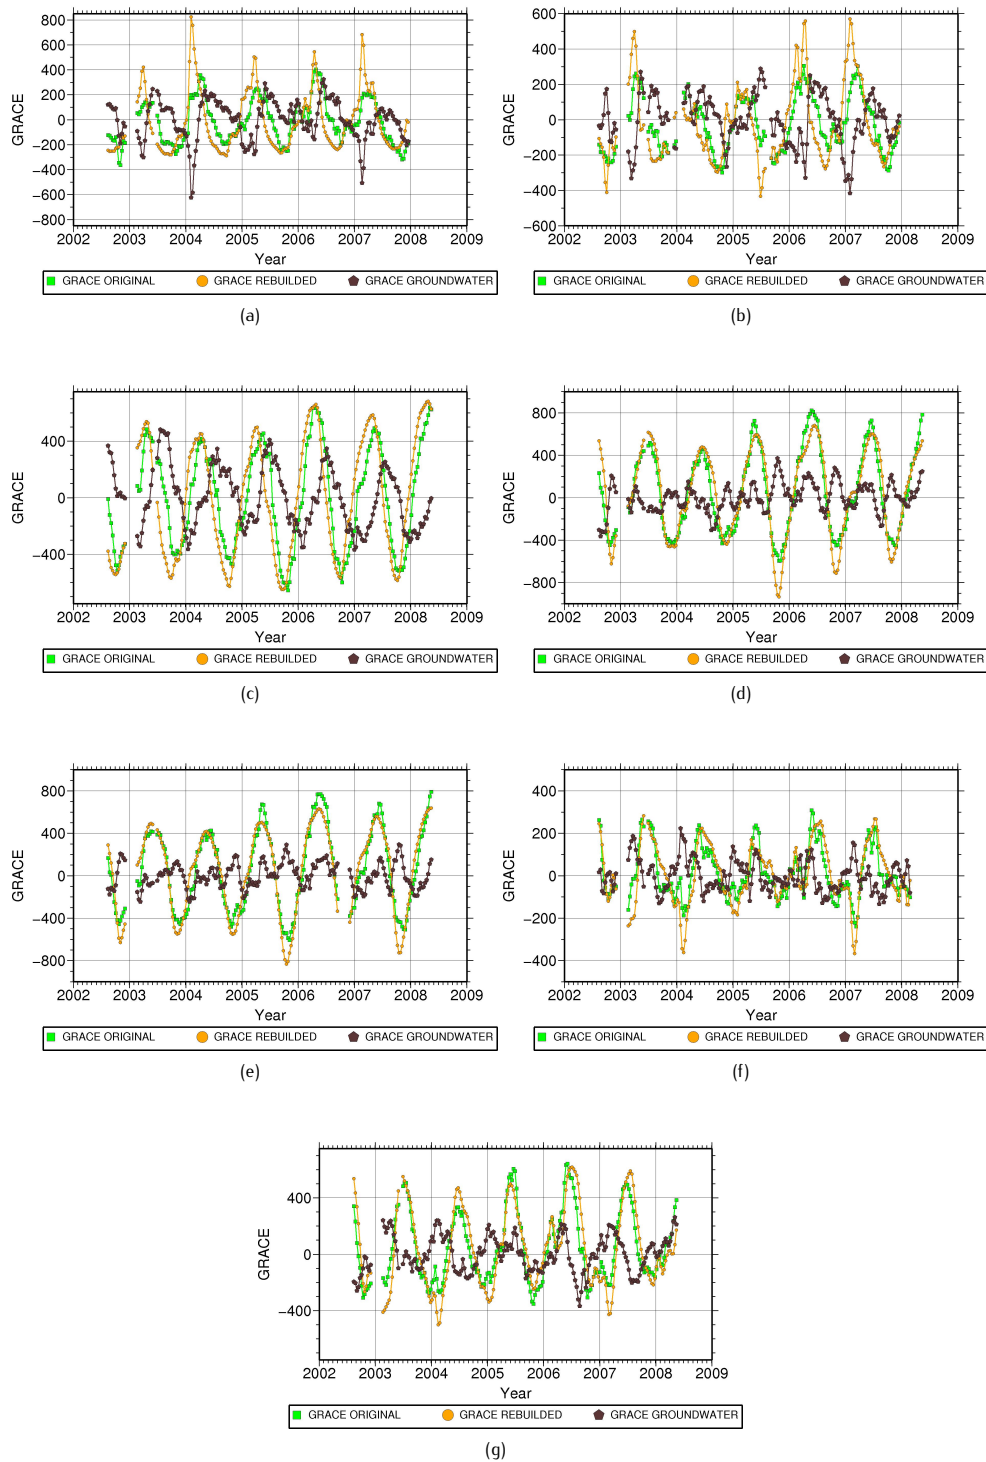 800
600
400
200
0
−200
−400
−600
−800
GRACE
2002 2003 2004 2005 2006 2007 2008 2009
Year
GRACE ORIGINAL GRACE REBUILDED GRACE GROUNDWATER
(a)
600
400
200
0
−200
−400
−600
GRACE
2002 2003 2004 2005 2006 2007 2008 2009
Year
GRACE ORIGINAL GRACE REBUILDED GRACE GROUNDWATER
(b)
400
0
−400
GRACE
2002 2003 2004 2005 2006 2007 2008 2009
Year
GRACE ORIGINAL GRACE REBUILDED GRACE GROUNDWATER
(c)
800
400
0
−400
−800
GRACE
2002 2003 2004 2005 2006 2007 2008 2009
Year
GRACE ORIGINAL GRACE REBUILDED GRACE GROUNDWATER
(d)
800
400
0
−400
−800
GRACE
2002 2003 2004 2005 2006 2007 2008 2009
Year
GRACE ORIGINAL GRACE REBUILDED GRACE GROUNDWATER
(e)
400
200
0
−200
−400
GRACE
2002 2003 2004 2005 2006 2007 2008 2009
Year
GRACE ORIGINAL GRACE REBUILDED GRACE GROUNDWATER
(f)
400
0
−400
GRACE
2002 2003 2004 2005 2006 2007 2008 2009
Year
GRACE ORIGINAL GRACE REBUILDED GRACE GROUNDWATER
(g)